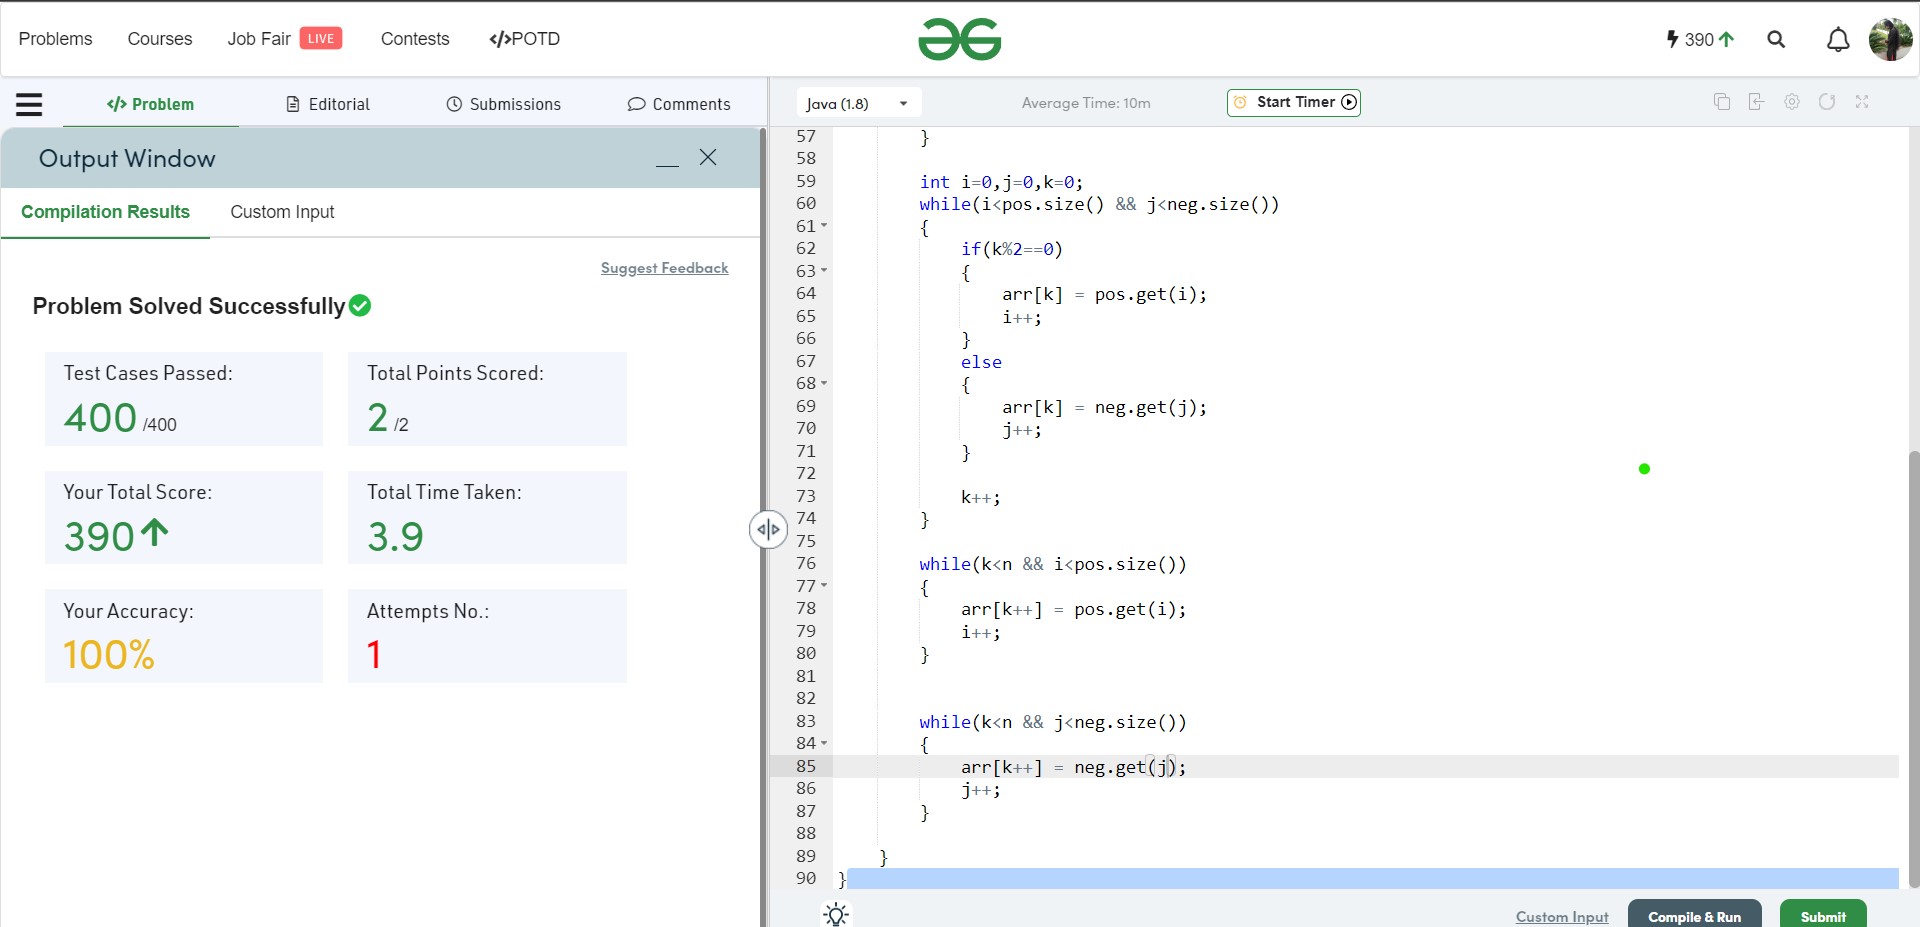 Problems Courses Job Fair LIVE Contests </>POTD 390
</> Problem Editorial Submissions Comments
Output Window
Compilation Results Custom Input
Suggest Feedback
Problem Solved Successfully
Test Cases Passed: Total Points Scored:
400 /400 2 /2
Your Total Score: Total Time Taken:
390 3.9
Your Accuracy: Attempts No.:
100% 1
Java (1.8) Average Time: 10m Start Timer
57 }
58
59 int i=0,j=0,k=0;
60 while(i<pos.size() && j<neg.size())
61 {
62 if(k%2==0)
63 {
64 arr[k] = pos.get(i);
65 i++;
66 }
67 else
68 {
69 arr[k] = neg.get(j);
70 j++;
71 }
72
73 k++;
74 }
75
76 while(k<n && i<pos.size())
77 {
78 arr[k++] = pos.get(i);
79 i++;
80 }
81
82
83 while(k<n && j<neg.size())
84 {
85 arr[k++] = neg.get(j);
86 j++;
87 }
88
89 }
90 }
Custom Input Compile & Run Submit